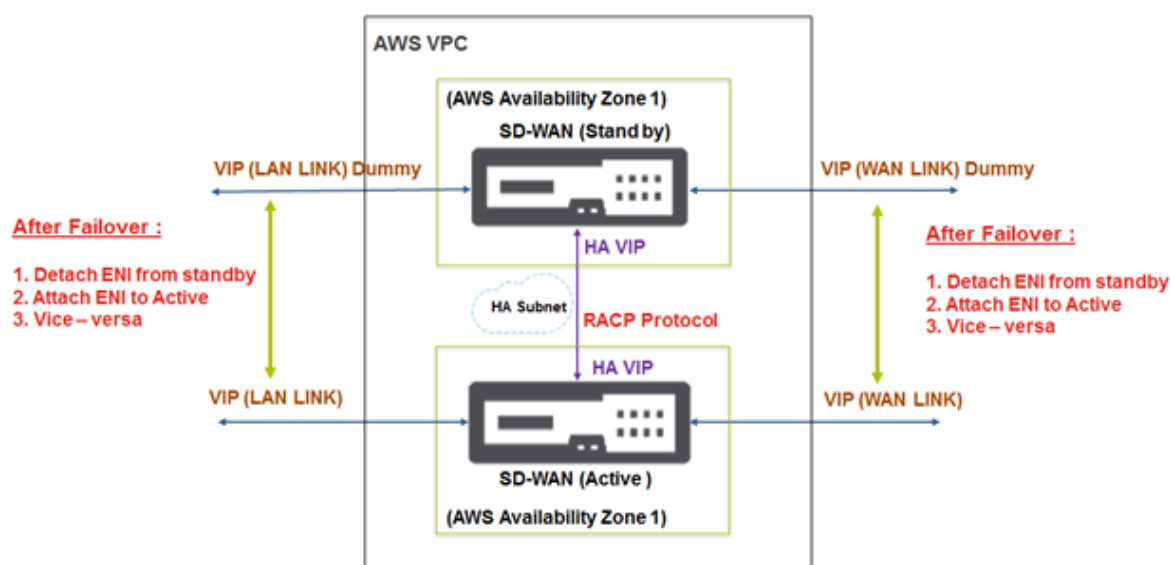 AWS VPC
(AWS Availability Zone 1)
SD-WAN (Stand by)
VIP (LAN LINK) Dummy
VIP (WAN LINK) Dummy
After Failover :
1. Detach ENI from standby
2. Attach ENI to Active
3. Vice – versa
HA VIP
HA Subnet
RACP Protocol
HA VIP
After Failover :
1. Detach ENI from standby
2. Attach ENI to Active
3. Vice – versa
VIP (LAN LINK)
VIP (WAN LINK)
SD-WAN (Active )
(AWS Availability Zone 1)